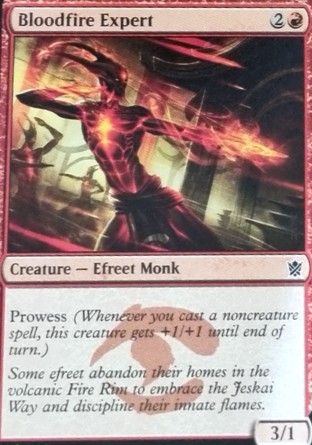 Bloodfire Expert 2
Creature — Efreet Monk
Prowess (Whenever you cast a noncreature
spell, this creature gets +1/+1 until end of
turn.)
Some efreet abandon their homes in the
volcanic Fire Rim to embrace the Jeskai
Way and discipline their innate flames.
3/1